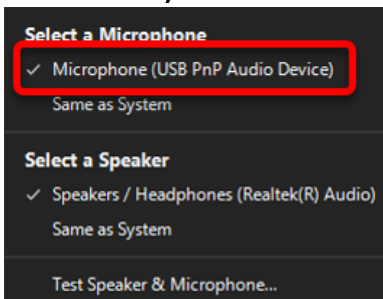 Select a Microphone
✓ Microphone (USB PnP Audio Device)
Same as System
Select a Speaker
✓ Speakers / Headphones (Realtek(R) Audio)
Same as System
Test Speaker & Microphone...